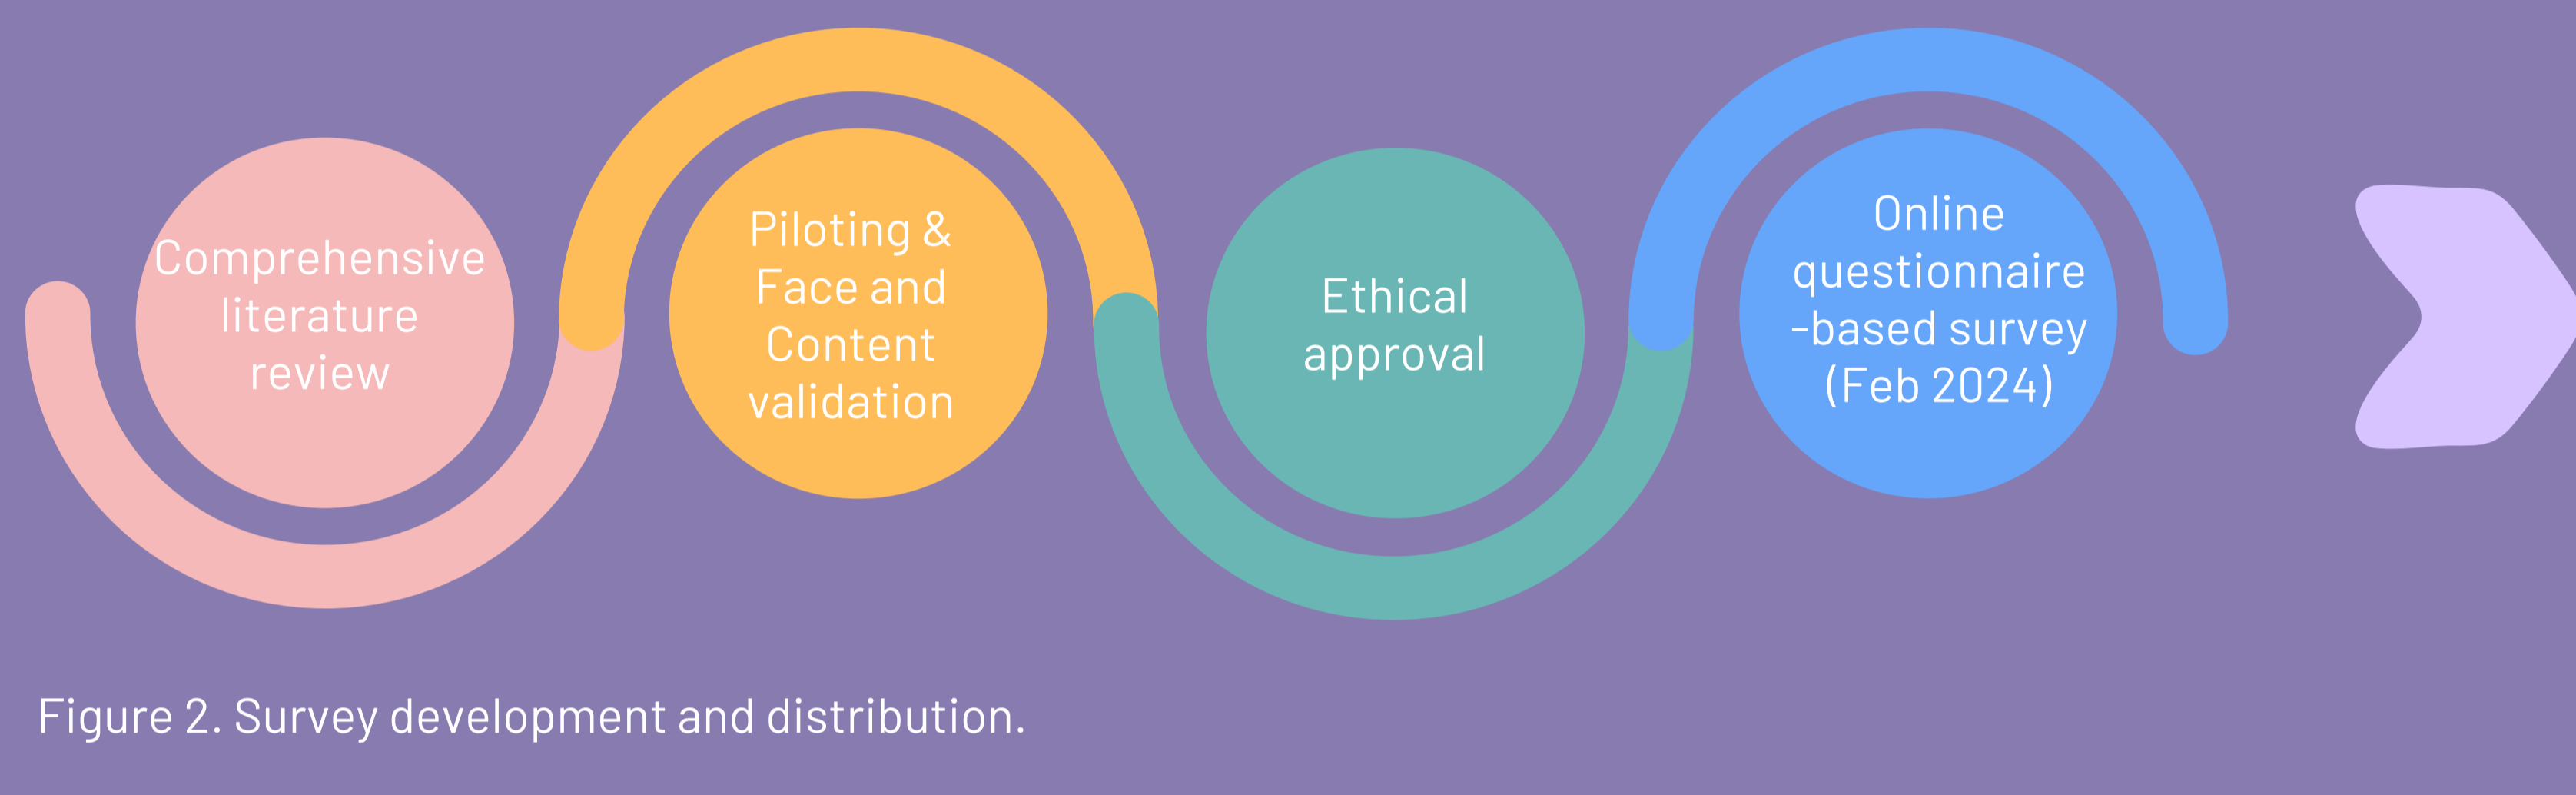 Comprehensive
literature
review
Piloting &
Face and
Content
validation
Ethical
approval
Online
questionnaire
-based survey
(Feb 2024)
Figure 2. Survey development and distribution.